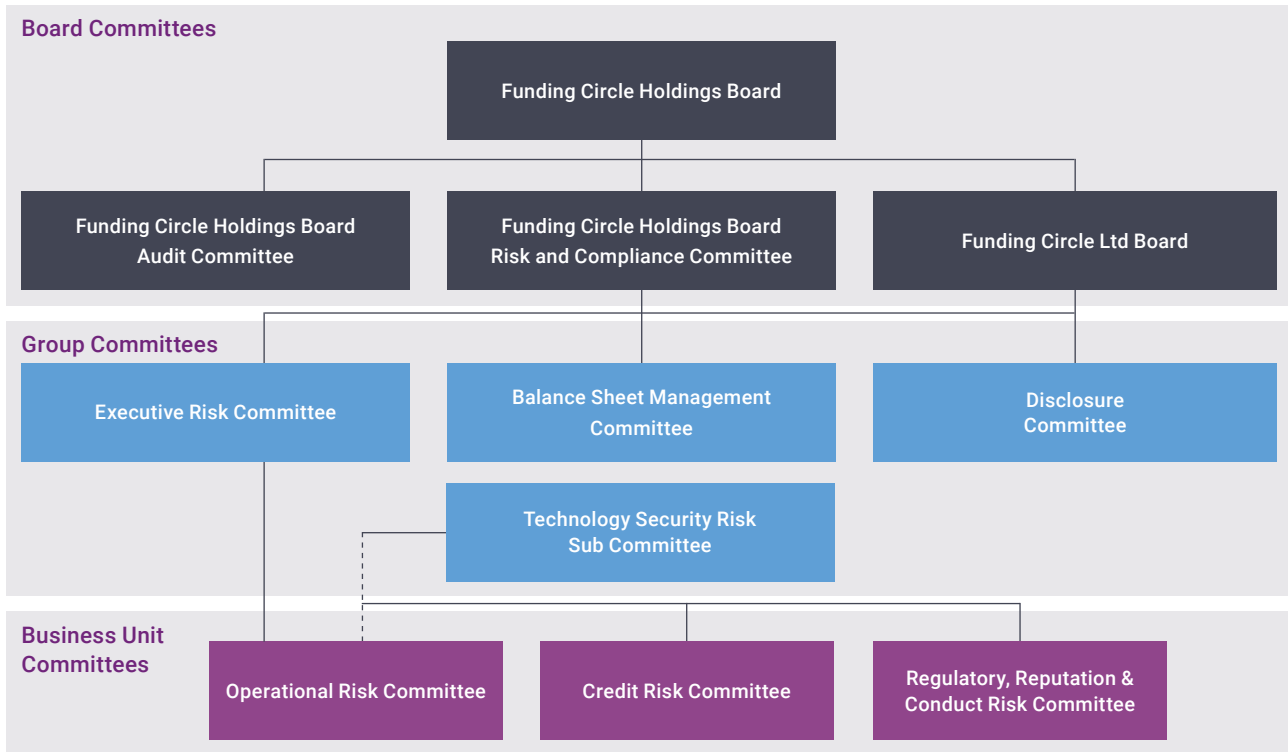 Board Committees
Funding Circle Holdings Board
Funding Circle Holdings Board
Audit Committee
Funding Circle Holdings Board
Risk and Compliance Committee
Funding Circle Ltd Board
Group Committees
Executive Risk Committee
Balance Sheet Management
Committee
Disclosure
Committee
Technology Security Risk
Sub Committee
Business Unit
Committees
Operational Risk Committee
Credit Risk Committee
Regulatory, Reputation &
Conduct Risk Committee